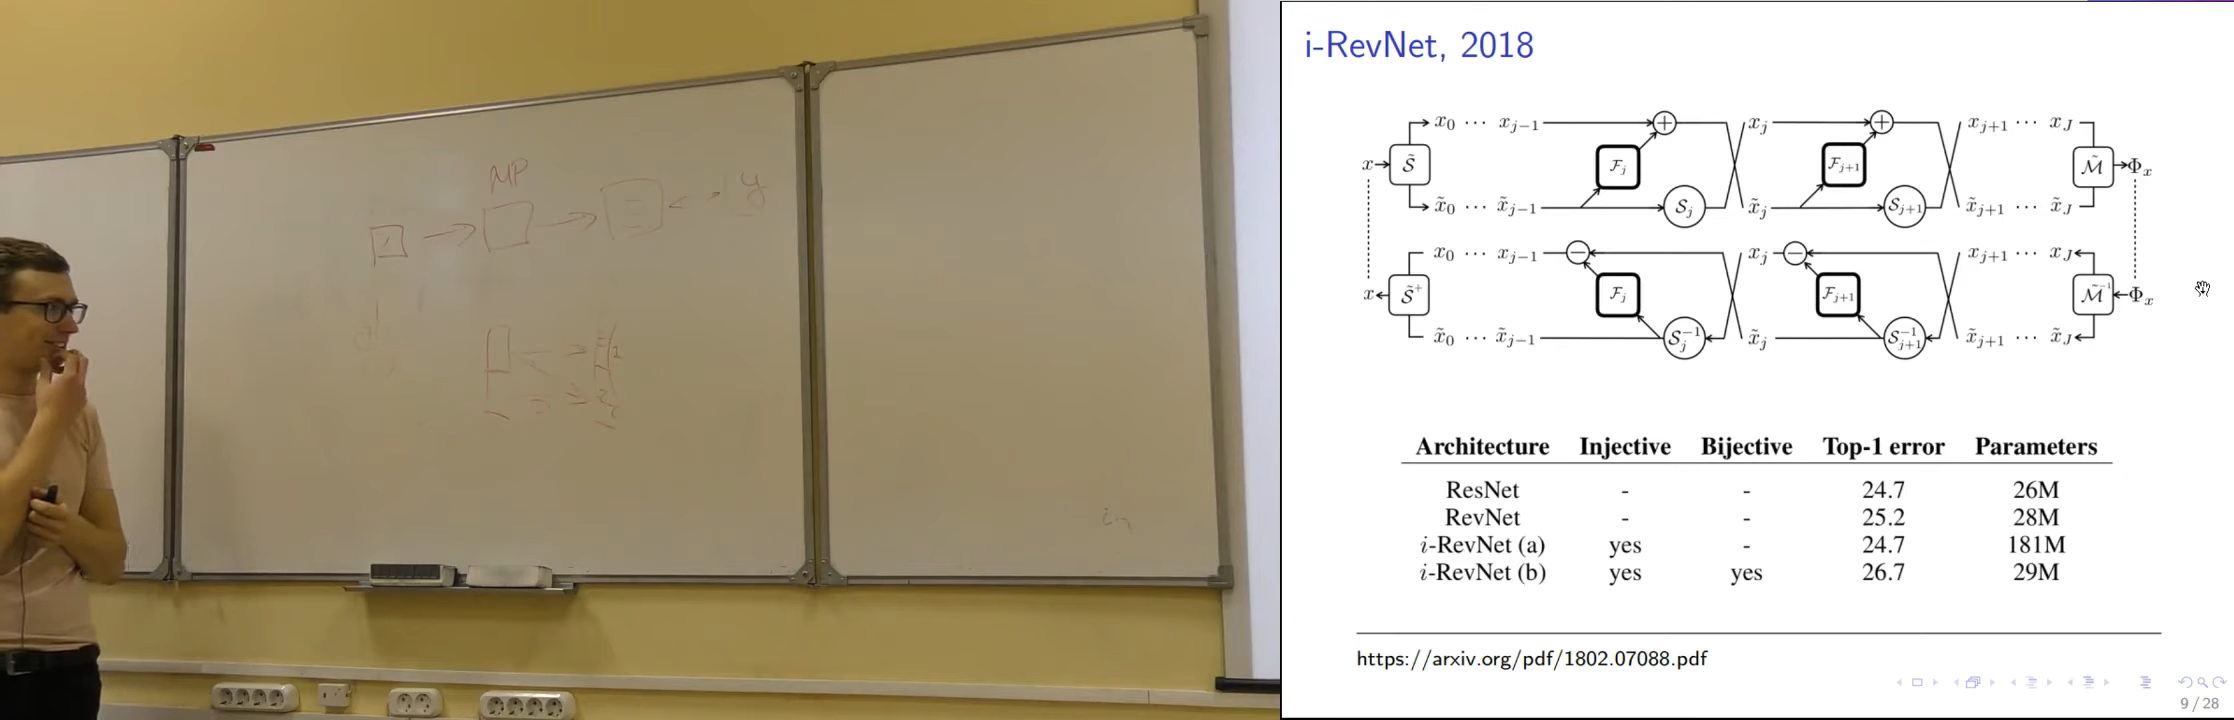 MP
y
i-RevNet, 2018
x → S̃ → x₀ ⋯ xⱼ₋₁ + xⱼ + xⱼ₊₁ ⋯ x_J M̃ → Φₓ
Fⱼ Fⱼ₊₁
x̃₀ ⋯ x̃ⱼ₋₁ Sⱼ x̃ⱼ Sⱼ₊₁ x̃ⱼ₊₁ ⋯ x̃_J
x₀ ⋯ xⱼ₋₁ − xⱼ − xⱼ₊₁ ⋯ x_J
x ← S̃⁺ Fⱼ Fⱼ₊₁ M̃⁻¹ ← Φₓ
x̃₀ ⋯ x̃ⱼ₋₁ Sⱼ⁻¹ x̃ⱼ Sⱼ₊₁⁻¹ x̃ⱼ₊₁ ⋯ x̃_J
Architecture Injective Bijective Top-1 error Parameters
ResNet - - 24.7 26M
RevNet - - 25.2 28M
i-RevNet (a) yes - 24.7 181M
i-RevNet (b) yes yes 26.7 29M
https://arxiv.org/pdf/1802.07088.pdf
9 / 28